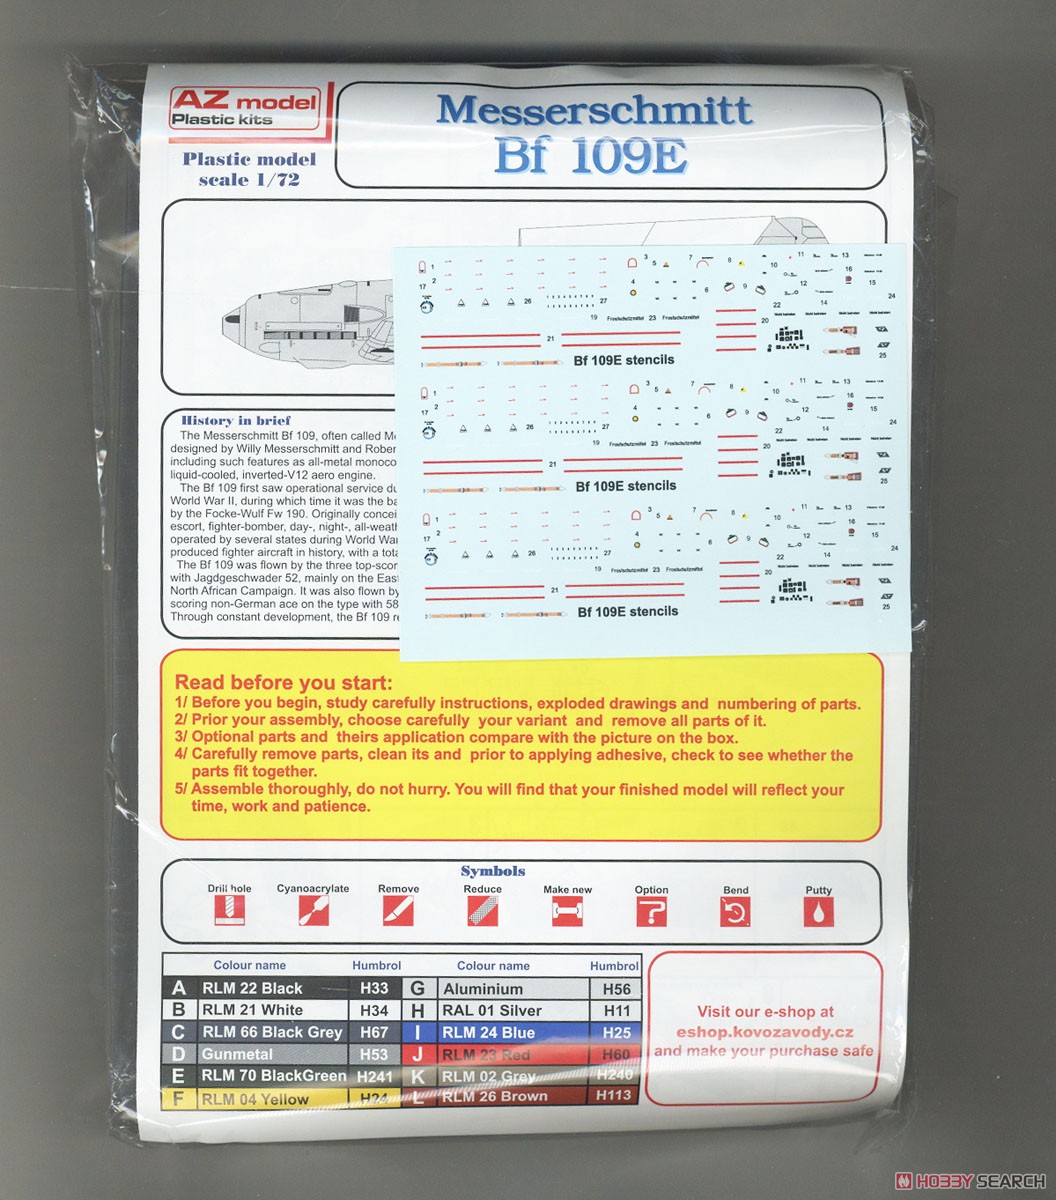 AZ model
Plastic kits
Plastic model
scale 1/72
Messerschmitt
Bf 109E
History in brief
The Messerschmitt Bf 109, often called
designed by Willy Messerschmitt and
including such features as all-metal
liquid-cooled, inverted-V12 aero engine.
The Bf 109 first saw operational service
World War II, during which time it was the
by the Focke-Wulf Fw 190. Originally
escort, fighter-bomber, day-, night-,
operated by several states during World War
produced fighter aircraft in history, with a
The Bf 109 was flown by the three
with Jagdgeschwader 52, mainly on the
North African Campaign. It was also flown by
scoring non-German ace on the type with 58
Through constant development, the Bf 109
Bf 109E stencils
Bf 109E stencils
Bf 109E stencils
Read before you start:
1/ Before you begin, study carefully instructions, exploded drawings and numbering of parts.
2/ Prior your assembly, choose carefully your variant and remove all parts of it.
3/ Optional parts and theirs application compare with the picture on the box.
4/ Carefully remove parts, clean its and prior to applying adhesive, check to see whether the
parts fit together.
5/ Assemble thoroughly, do not hurry. You will find that your finished model will reflect your
time, work and patience.
Symbols
Drill hole Cyanoacrylate Remove Reduce Make new Option Bend Putty
Colour name Humbrol Colour name Humbrol
A RLM 22 Black H33 G Aluminium H56
B RLM 21 White H34 H RAL 01 Silver H11
C RLM 66 Black Grey H67 I RLM 24 Blue H25
D Gunmetal H53 J RLM 23 Red H60
E RLM 70 BlackGreen H241 K RLM 02 Grey H240
F RLM 04 Yellow H24 L RLM 26 Brown H113
Visit our e-shop at
eshop.kovozavody.cz
and make your purchase safe
HOBBY SEARCH